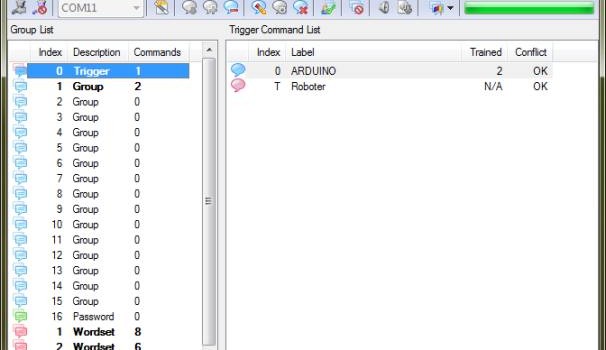 COM11
Group List
Trigger Command List
Index Description Commands
Index Label Trained Conflict
0 Trigger 1
0 ARDUINO 2 OK
1 Group 2
T Roboter N/A OK
2 Group 0
3 Group 0
4 Group 0
5 Group 0
6 Group 0
7 Group 0
8 Group 0
9 Group 0
10 Group 0
11 Group 0
12 Group 0
13 Group 0
14 Group 0
15 Group 0
16 Password 0
1 Wordset 8
2 Wordset 6